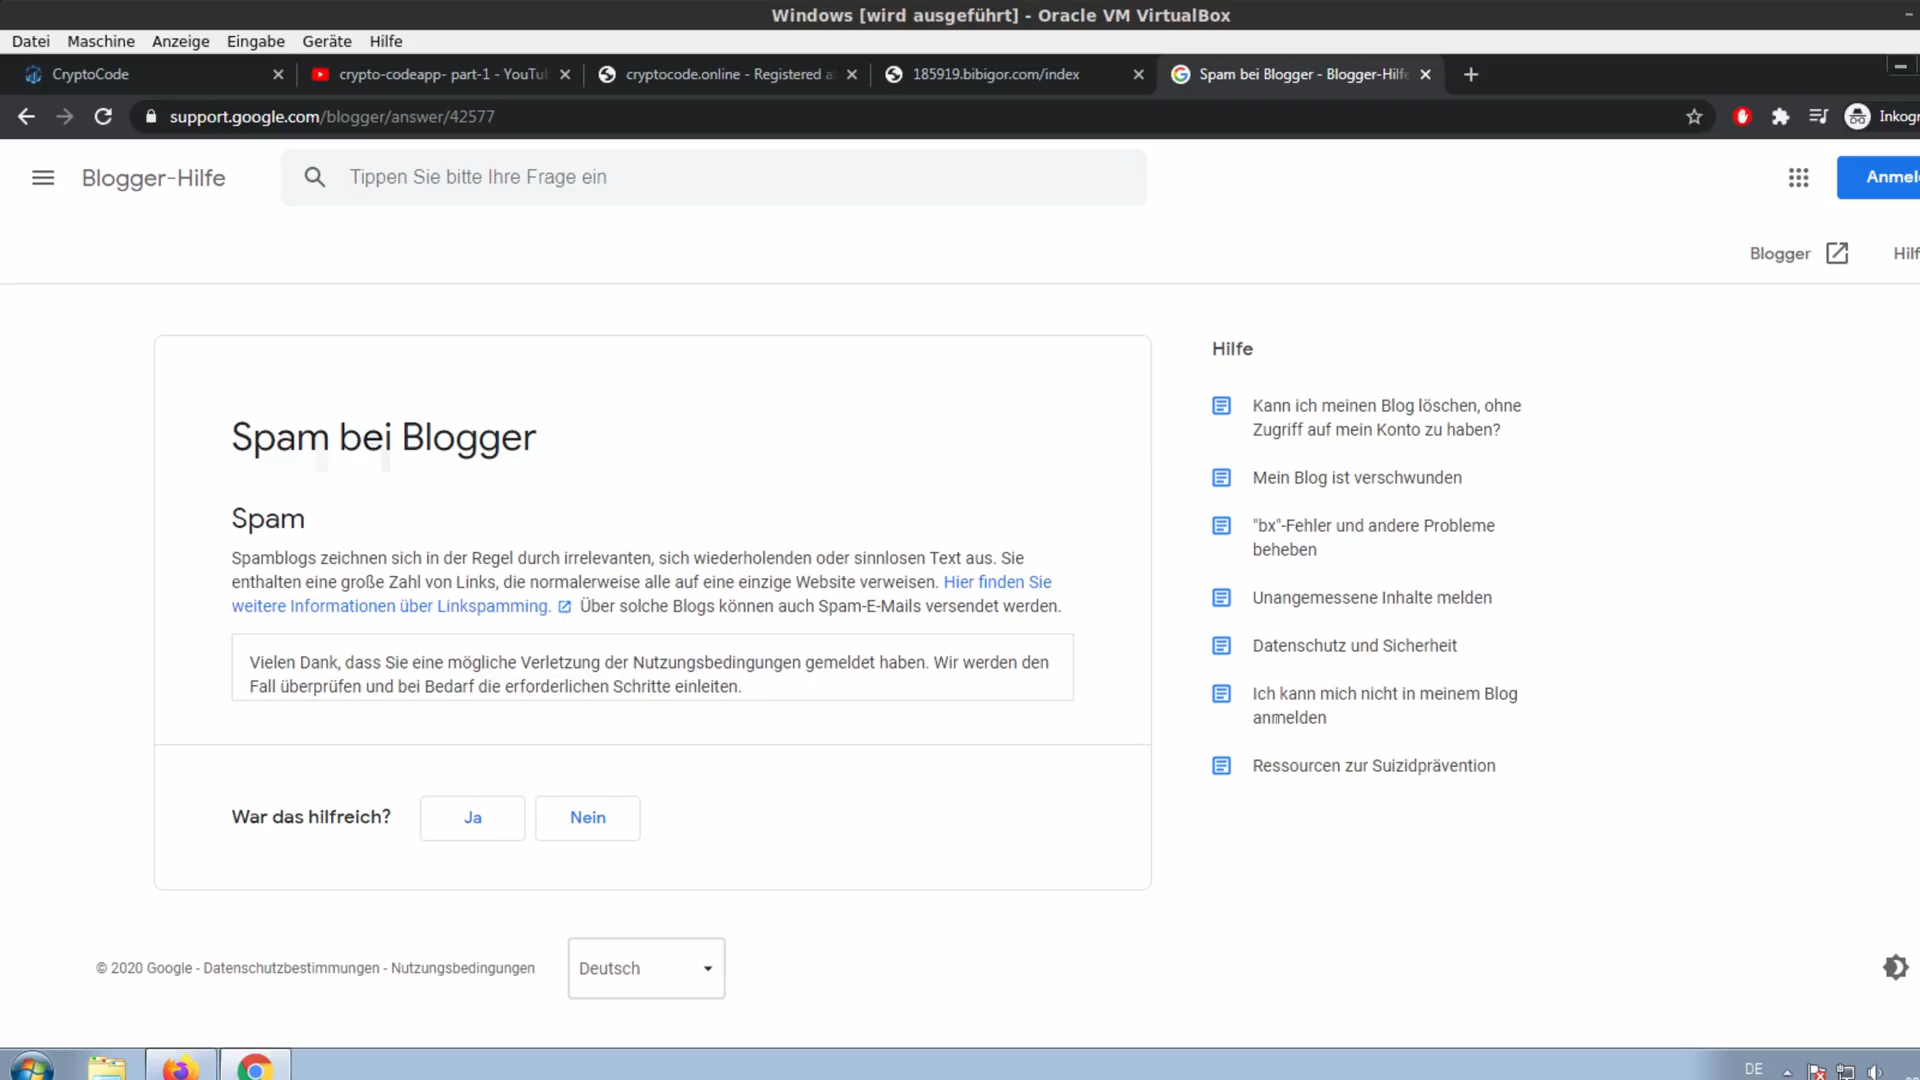 Windows [wird ausgeführt] - Oracle VM VirtualBox
Datei Maschine Anzeige Eingabe Geräte Hilfe
CryptoCode
crypto-codeapp- part-1 - YouTu
cryptocode.online - Registered a
185919.bibigor.com/index
Spam bei Blogger - Blogger-Hilfe
support.google.com/blogger/answer/42577
Inkogn
Blogger-Hilfe
Tippen Sie bitte Ihre Frage ein
Anmel
Blogger
Hilf
Spam bei Blogger
Spam
Spamblogs zeichnen sich in der Regel durch irrelevanten, sich wiederholenden oder sinnlosen Text aus. Sie
enthalten eine große Zahl von Links, die normalerweise alle auf eine einzige Website verweisen. Hier finden Sie
weitere Informationen über Linkspamming. Über solche Blogs können auch Spam-E-Mails versendet werden.
Vielen Dank, dass Sie eine mögliche Verletzung der Nutzungsbedingungen gemeldet haben. Wir werden den
Fall überprüfen und bei Bedarf die erforderlichen Schritte einleiten.
War das hilfreich?
Ja
Nein
Hilfe
Kann ich meinen Blog löschen, ohne
Zugriff auf mein Konto zu haben?
Mein Blog ist verschwunden
"bx"-Fehler und andere Probleme
beheben
Unangemessene Inhalte melden
Datenschutz und Sicherheit
Ich kann mich nicht in meinem Blog
anmelden
Ressourcen zur Suizidprävention
© 2020 Google - Datenschutzbestimmungen - Nutzungsbedingungen
Deutsch
DE